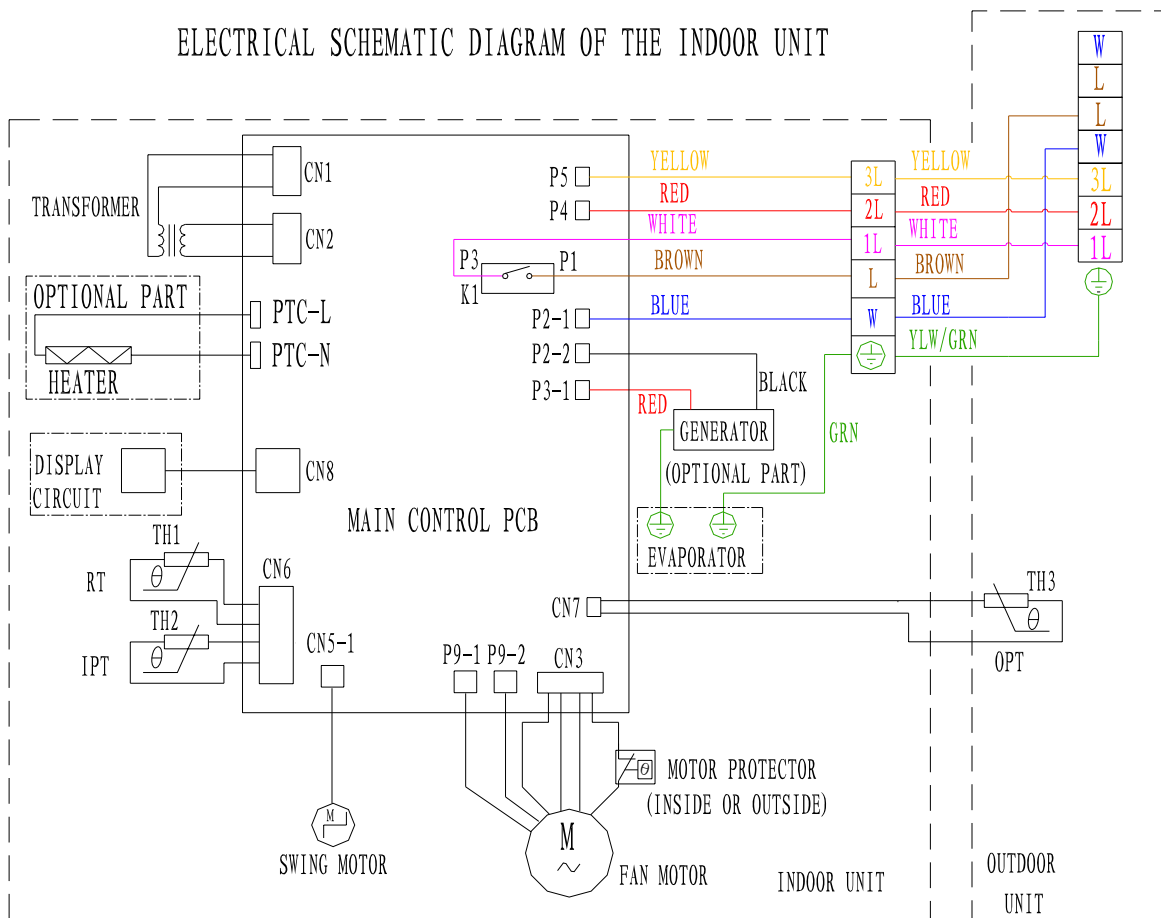 ELECTRICAL SCHEMATIC DIAGRAM OF THE INDOOR UNIT
W
L
L
W
3L
2L
1L
CN1
TRANSFORMER
CN2
P5
YELLOW
3L
YELLOW
P4
RED
2L
RED
WHITE
1L
WHITE
P3
P1
K1
BROWN
L
BROWN
OPTIONAL PART
PTC-L
PTC-N
HEATER
P2-1
BLUE
W
BLUE
P2-2
YLW/GRN
P3-1
RED
BLACK
GENERATOR
(OPTIONAL PART)
GRN
EVAPORATOR
DISPLAY
CIRCUIT
CN8
MAIN CONTROL PCB
TH1
θ
RT
CN6
TH2
θ
IPT
CN5-1
CN7
TH3
θ
OPT
P9-1
P9-2
CN3
θ
MOTOR PROTECTOR
(INSIDE OR OUTSIDE)
M
SWING MOTOR
M
FAN MOTOR
INDOOR UNIT
OUTDOOR
UNIT